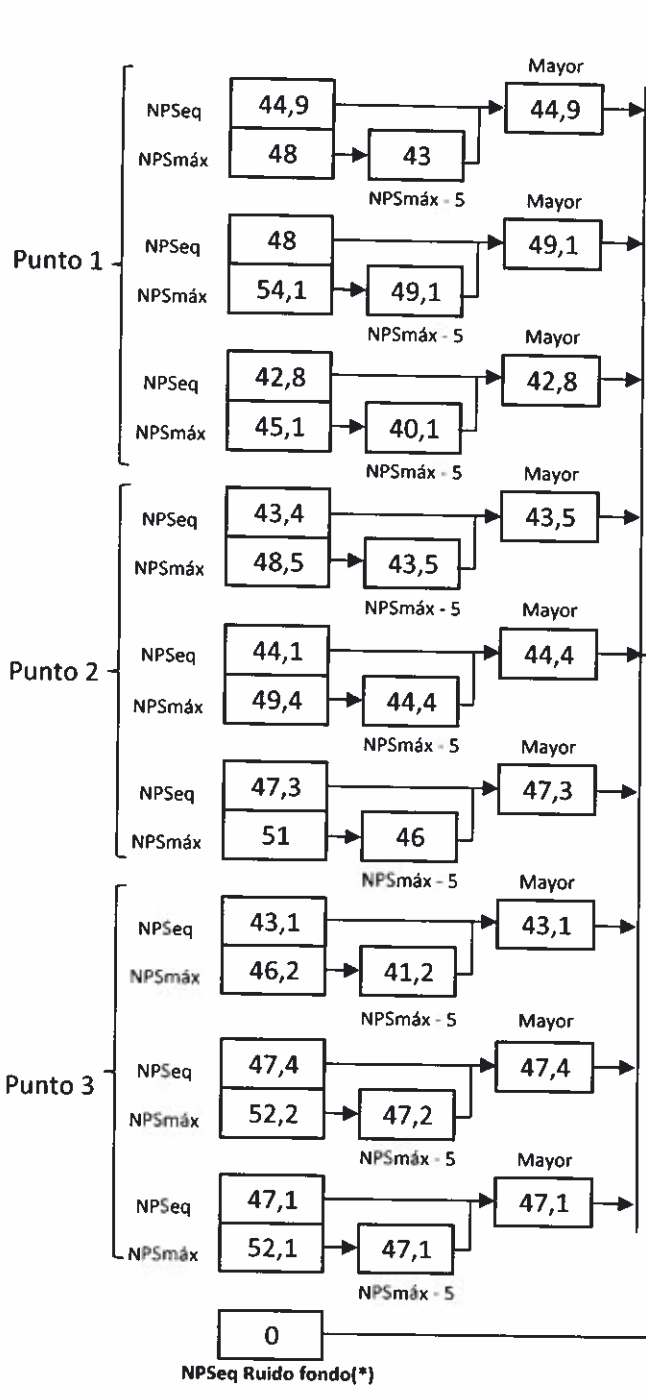 Mayor
NPSeq 44,9 44,9
NPSmáx 48 43
NPSmáx - 5
Mayor
NPSeq 48 49,1
Punto 1
NPSmáx 54,1 49,1
NPSmáx - 5
Mayor
NPSeq 42,8 42,8
NPSmáx 45,1 40,1
NPSmáx - 5
Mayor
NPSeq 43,4 43,5
NPSmáx 48,5 43,5
NPSmáx - 5
Mayor
NPSeq 44,1 44,4
Punto 2
NPSmáx 49,4 44,4
NPSmáx - 5
Mayor
NPSeq 47,3 47,3
NPSmáx 51 46
NPSmáx - 5
Mayor
NPSeq 43,1 43,1
NPSmáx 46,2 41,2
NPSmáx - 5
Mayor
NPSeq 47,4 47,4
Punto 3
NPSmáx 52,2 47,2
NPSmáx - 5
Mayor
NPSeq 47,1 47,1
NPSmáx 52,1 47,1
NPSmáx - 5
0
NPSeq Ruido fondo(*)